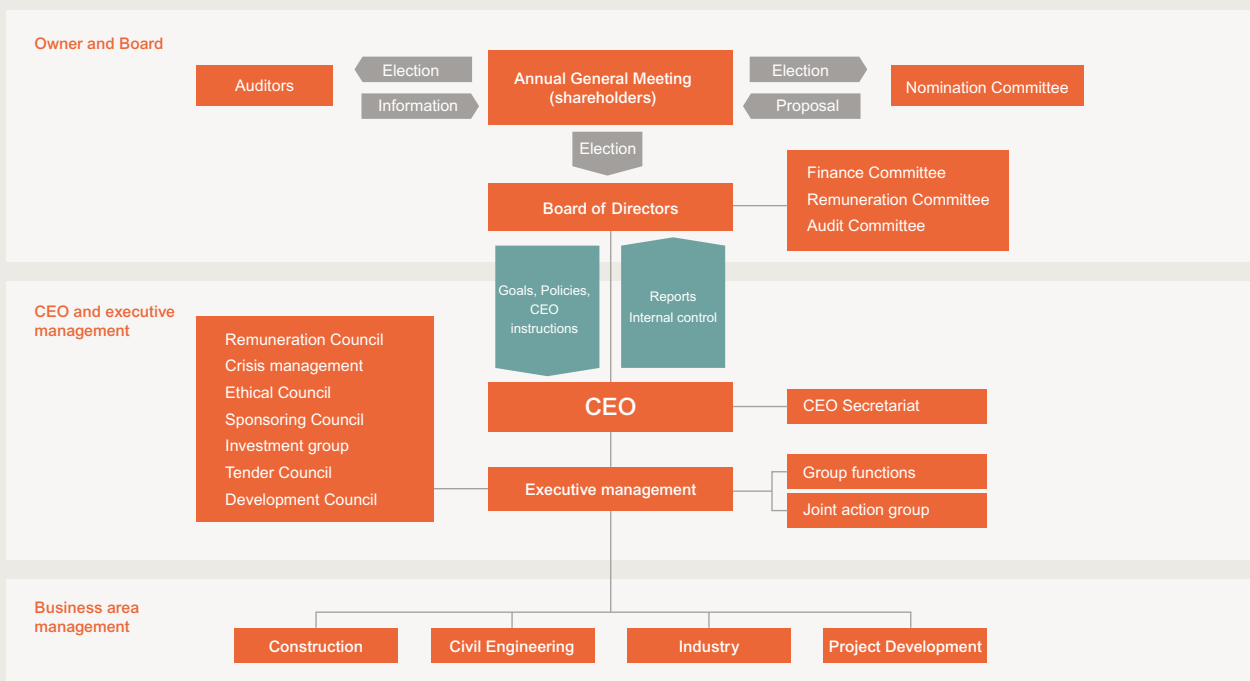 Owner and Board
Auditors
Election
Information
Annual General Meeting
(shareholders)
Election
Proposal
Nomination Committee
Election
Board of Directors
Finance Committee
Remuneration Committee
Audit Committee
Goals, Policies,
CEO
instructions
Reports
Internal control
CEO and executive
management
Remuneration Council
Crisis management
Ethical Council
Sponsoring Council
Investment group
Tender Council
Development Council
CEO
CEO Secretariat
Executive management
Group functions
Joint action group
Business area
management
Construction
Civil Engineering
Industry
Project Development